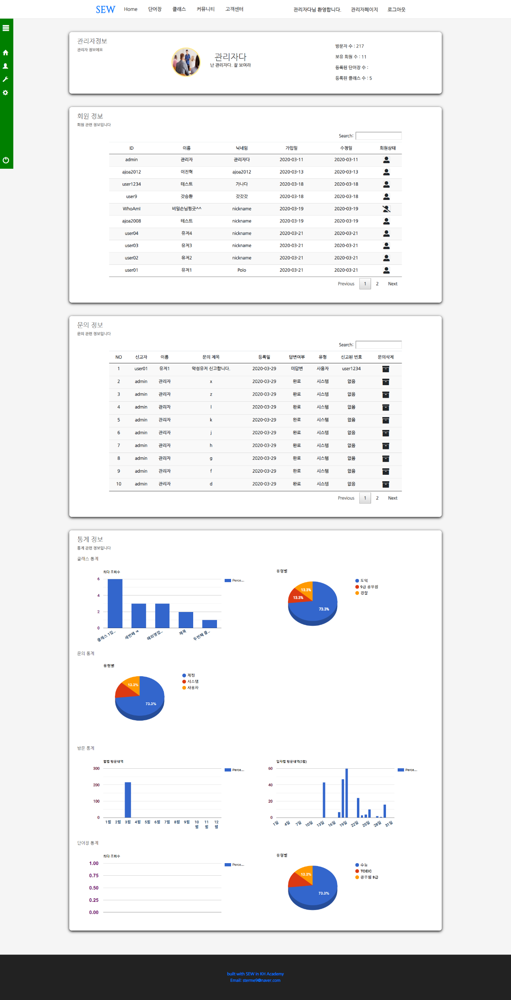 SEW Home 단어장 클래스 커뮤니티 고객센터 관리자다님 환영합니다. 관리자페이지 로그아웃
관리자정보
관리자 정보에요
관리자다
난 관리자다. 잘 보여라
방문자 수 : 217
보유 회원 수 : 11
등록된 단어장 수 :
등록된 클래스 수 : 5
회원 정보
회원 관련 정보입니다
Search:
ID 이름 닉네임 가입일 수정일 회원상태
admin 관리자 관리자다 2020-03-11 2020-03-11
ajoa2012 이진혁 ajoa2012 2020-03-13 2020-03-13
user1234 테스트 가나다 2020-03-18 2020-03-18
user9 갓승환 갓갓갓 2020-03-18 2020-03-18
WhoAmI 비밀손님찡긋^^ nickname 2020-03-19 2020-03-19
ajoa2008 테스트 nickname 2020-03-19 2020-03-19
user04 유저4 nickname 2020-03-21 2020-03-21
user03 유저3 nickname 2020-03-21 2020-03-21
user02 유저2 nickname 2020-03-21 2020-03-21
user01 유저1 Polo 2020-03-21 2020-03-21
Previous 1 2 Next
문의 정보
문의 관련 정보입니다
Search:
NO 신고자 이름 문의 제목 등록일 답변여부 유형 신고된 번호 문의삭제
1 user01 유저1 악성유저 신고합니다. 2020-03-29 미답변 사용자 user1234
2 admin 관리자 x 2020-03-29 완료 시스템 없음
3 admin 관리자 z 2020-03-29 완료 시스템 없음
4 admin 관리자 l 2020-03-29 완료 시스템 없음
5 admin 관리자 k 2020-03-29 완료 시스템 없음
6 admin 관리자 j 2020-03-29 완료 시스템 없음
7 admin 관리자 h 2020-03-29 완료 시스템 없음
8 admin 관리자 g 2020-03-29 완료 시스템 없음
9 admin 관리자 f 2020-03-29 완료 시스템 없음
10 admin 관리자 d 2020-03-29 완료 시스템 없음
Previous 1 2 Next
통계 정보
통계 관련 정보입니다
클래스 통계
최다 조회수
6
4
2
0
Perce...
클래스 1입... 세번째 ㅋ 해외영업... 제목 두번째 클...
유형별
13.3%
13.3%
73.3%
토익
9급 공무원
경찰
문의 통계
유형별
13.3%
73.3%
계정
시스템
사용자
방문 통계
월별 방문내역
300
200
100
0
Perce...
1월 2월 3월 4월 5월 6월 7월 8월 9월 10월 11월 12월
일자별 방문내역(3월)
60
40
20
0
Perce...
1일 4일 7일 10일 13일 16일 19일 22일 25일 28일 31일
단어장 통계
최다 조회수
1.00
0.75
0.50
0.25
0.00
Perce...
유형별
13.3%
73.3%
수능
TOEIC
공무원 9급
built with SEW in KH Academy
Email: sterme9@naver.com